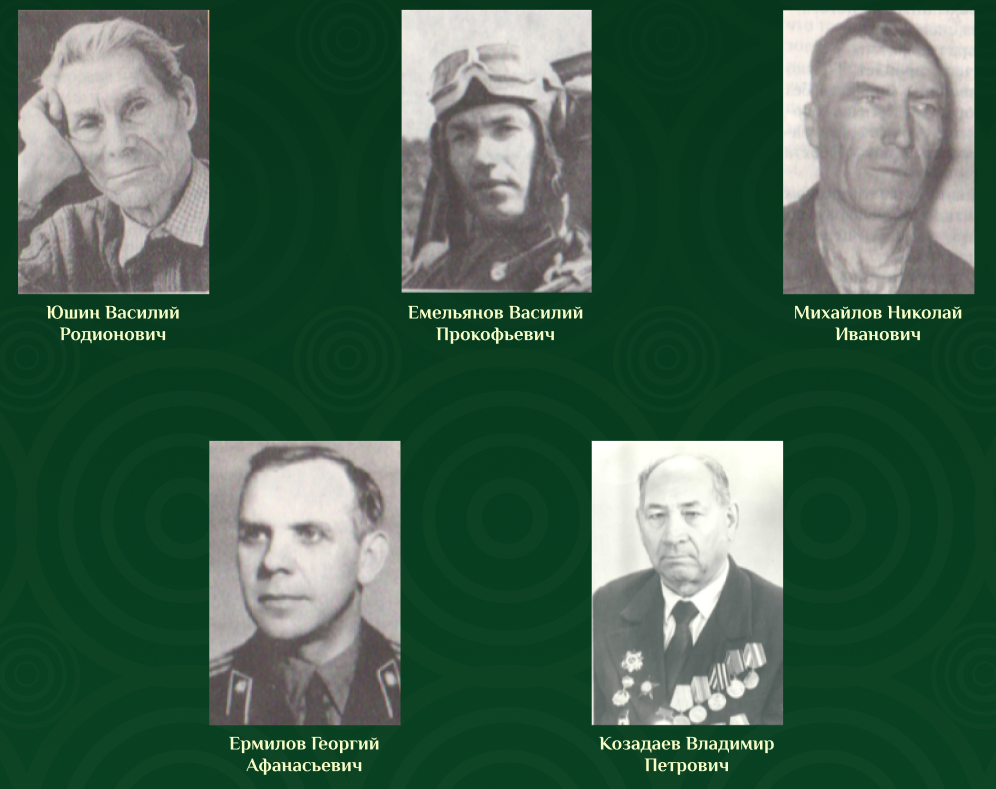 Юшин Василий
Родионович
Емельянов Василий
Прокофьевич
Михайлов Николай
Иванович
Ермилов Георгий
Афанасьевич
Козадаев Владимир
Петрович